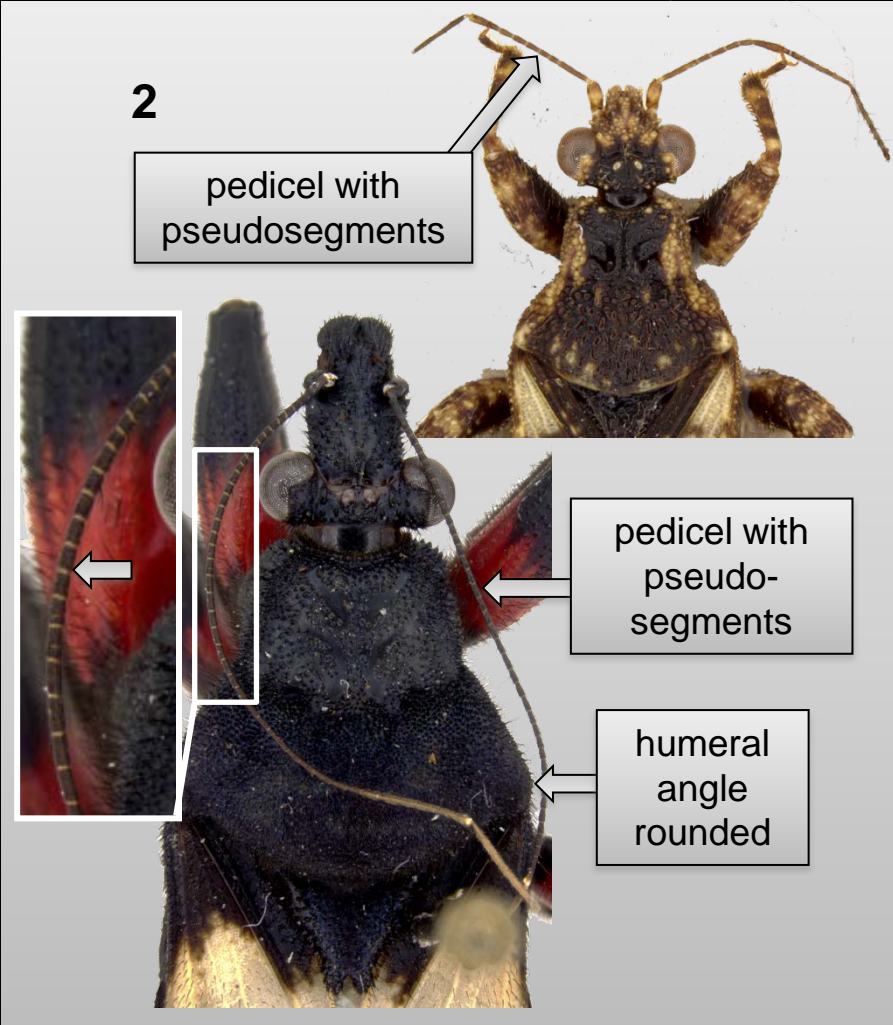 2
pedicel with
pseudosegments
pedicel with
pseudo-
segments
humeral
angle
rounded